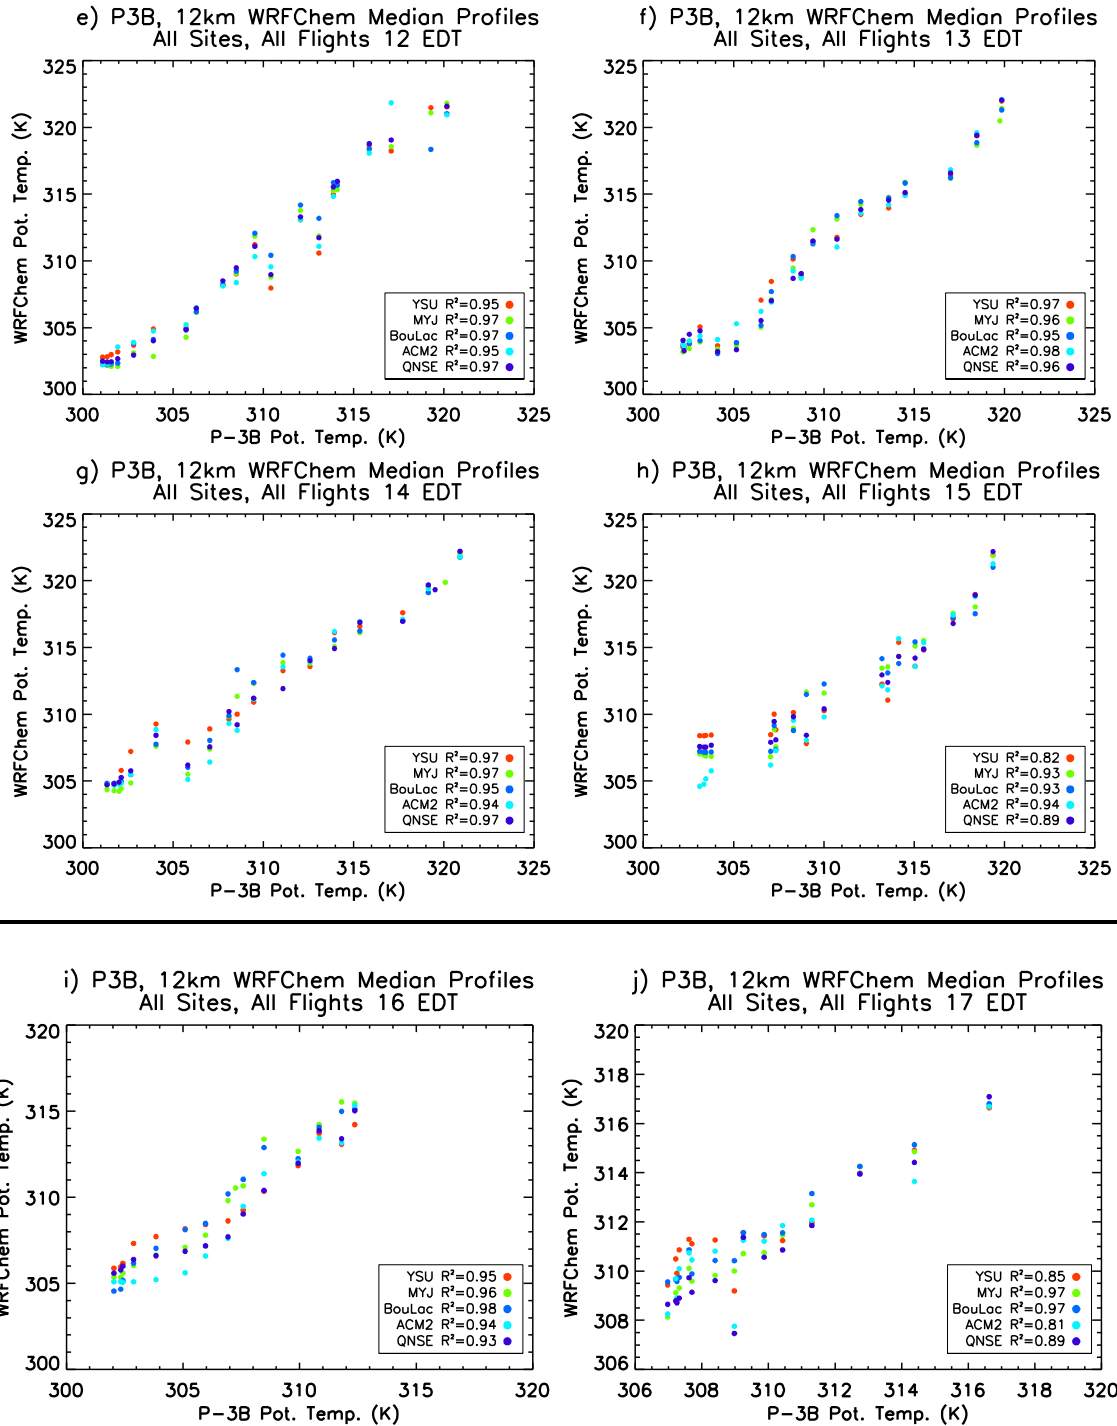 e) P3B, 12km WRFChem Median Profiles
All Sites, All Flights 12 EDT
325
320
315
310
305
300
WRFChem Pot. Temp. (K)
YSU R²=0.95
MYJ R²=0.97
BouLac R²=0.97
ACM2 R²=0.95
QNSE R²=0.97
300 305 310 315 320 325
P-3B Pot. Temp. (K)
f) P3B, 12km WRFChem Median Profiles
All Sites, All Flights 13 EDT
325
320
315
310
305
300
WRFChem Pot. Temp. (K)
YSU R²=0.97
MYJ R²=0.96
BouLac R²=0.95
ACM2 R²=0.98
QNSE R²=0.96
300 305 310 315 320 325
P-3B Pot. Temp. (K)
g) P3B, 12km WRFChem Median Profiles
All Sites, All Flights 14 EDT
325
320
315
310
305
300
WRFChem Pot. Temp. (K)
YSU R²=0.97
MYJ R²=0.97
BouLac R²=0.95
ACM2 R²=0.94
QNSE R²=0.97
300 305 310 315 320 325
P-3B Pot. Temp. (K)
h) P3B, 12km WRFChem Median Profiles
All Sites, All Flights 15 EDT
325
320
315
310
305
300
WRFChem Pot. Temp. (K)
YSU R²=0.82
MYJ R²=0.93
BouLac R²=0.93
ACM2 R²=0.94
QNSE R²=0.89
300 305 310 315 320 325
P-3B Pot. Temp. (K)
i) P3B, 12km WRFChem Median Profiles
All Sites, All Flights 16 EDT
320
315
310
305
300
WRFChem Pot. Temp. (K)
YSU R²=0.95
MYJ R²=0.96
BouLac R²=0.98
ACM2 R²=0.94
QNSE R²=0.93
300 305 310 315 320
P-3B Pot. Temp. (K)
j) P3B, 12km WRFChem Median Profiles
All Sites, All Flights 17 EDT
320
318
316
314
312
310
308
306
WRFChem Pot. Temp. (K)
YSU R²=0.85
MYJ R²=0.97
BouLac R²=0.97
ACM2 R²=0.81
QNSE R²=0.89
306 308 310 312 314 316 318 320
P-3B Pot. Temp. (K)